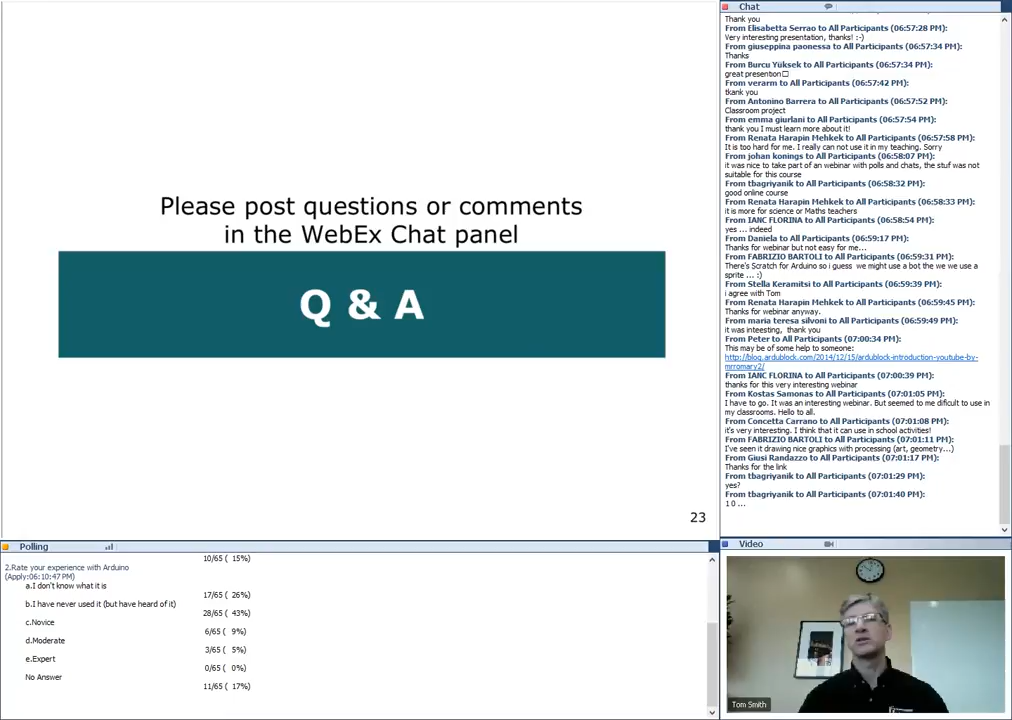 Please post questions or comments
in the WebEx Chat panel
Q & A
23
Chat
Thank you
From Elisabetta Serrao to All Participants (06:57:28 PM):
Very interesting presentation, thanks! :-)
From giuseppina paonessa to All Participants (06:57:34 PM):
Thanks
From Burcu Yüksek to All Participants (06:57:34 PM):
great presention□
From verarm to All Participants (06:57:42 PM):
tkank you
From Antonino Barrera to All Participants (06:57:52 PM):
Classroom project
From emma giurlani to All Participants (06:57:54 PM):
thank you I must learn more about it!
From Renata Harapin Mehkek to All Participants (06:57:58 PM):
It is too hard for me. I really can not use it in my teaching. Sorry
From johan konings to All Participants (06:58:07 PM):
it was nice to take part of an webinar with polls and chats, the stuf was not
suitable for this course
From tbagriyanik to All Participants (06:58:32 PM):
good online course
From Renata Harapin Mehkek to All Participants (06:58:33 PM):
it is more for science or Maths teachers
From IANC FLORINA to All Participants (06:58:54 PM):
yes ... indeed
From Daniela to All Participants (06:59:17 PM):
Thanks for webinar but not easy for me...
From FABRIZIO BARTOLI to All Participants (06:59:31 PM):
There's Scratch for Arduino so i guess  we might use a bot the we we use a
sprite ... :)
From Stella Keramitsi to All Participants (06:59:39 PM):
i agree with Tom
From Renata Harapin Mehkek to All Participants (06:59:45 PM):
Thanks for webinar anyway.
From maria teresa silvoni to All Participants (06:59:49 PM):
it was inteesting,  thank you
From Peter to All Participants (07:00:34 PM):
This may be of some help to someone:
http://blog.ardublock.com/2014/12/15/ardublock-introduction-youtube-by-
mrromary2/
From IANC FLORINA to All Participants (07:00:39 PM):
thanks for this very interesting webinar
From Kostas Samonas to All Participants (07:01:05 PM):
I have to go. It was an interesting webinar. But seemed to me dificult to use in
my classrooms. Hello to all.
From Concetta Carrano to All Participants (07:01:08 PM):
it's very interesting. I think that it can use in school activities!
From FABRIZIO BARTOLI to All Participants (07:01:11 PM):
I've seen it drawing nice graphics with processing (art, geometry...)
From Giusi Randazzo to All Participants (07:01:17 PM):
Thanks for the link
From tbagriyanik to All Participants (07:01:29 PM):
yes?
From tbagriyanik to All Participants (07:01:40 PM):
1 0 ...
Polling
10/65 ( 15%)
2.Rate your experience with Arduino
(Apply:06:10:47 PM)
a.I don't know what it is
17/65 ( 26%)
b.I have never used it (but have heard of it)
28/65 ( 43%)
c.Novice
6/65 ( 9%)
d.Moderate
3/65 ( 5%)
e.Expert
0/65 ( 0%)
No Answer
11/65 ( 17%)
Video
Tom Smith